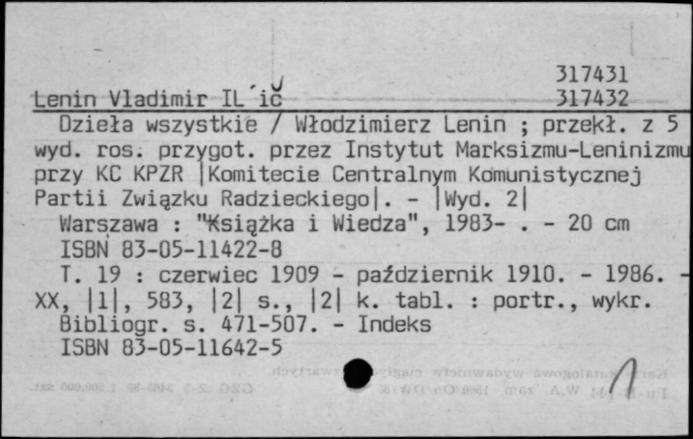 317431
Lenin Vladimir IL´ič 317432
Dzieła wszystkie / Włodzimierz Lenin ; przekł. z 5
wyd. ros. przygot. przez Instytut Marksizmu-Leninizmu
przy KC KPZR |Komitecie Centralnym Komunistycznej
Partii Związku Radzieckiego|. - |Wyd. 2|
Warszawa : "Książka i Wiedza", 1983- . - 20 cm
ISBN 83-05-11422-8
T. 19 : czerwiec 1909 - październik 1910. - 1986. -
XX, |1|, 583, |2| s., |2| k. tabl. : portr., wykr.
Bibliogr. s. 471-507. - Indeks
ISBN 83-05-11642-5